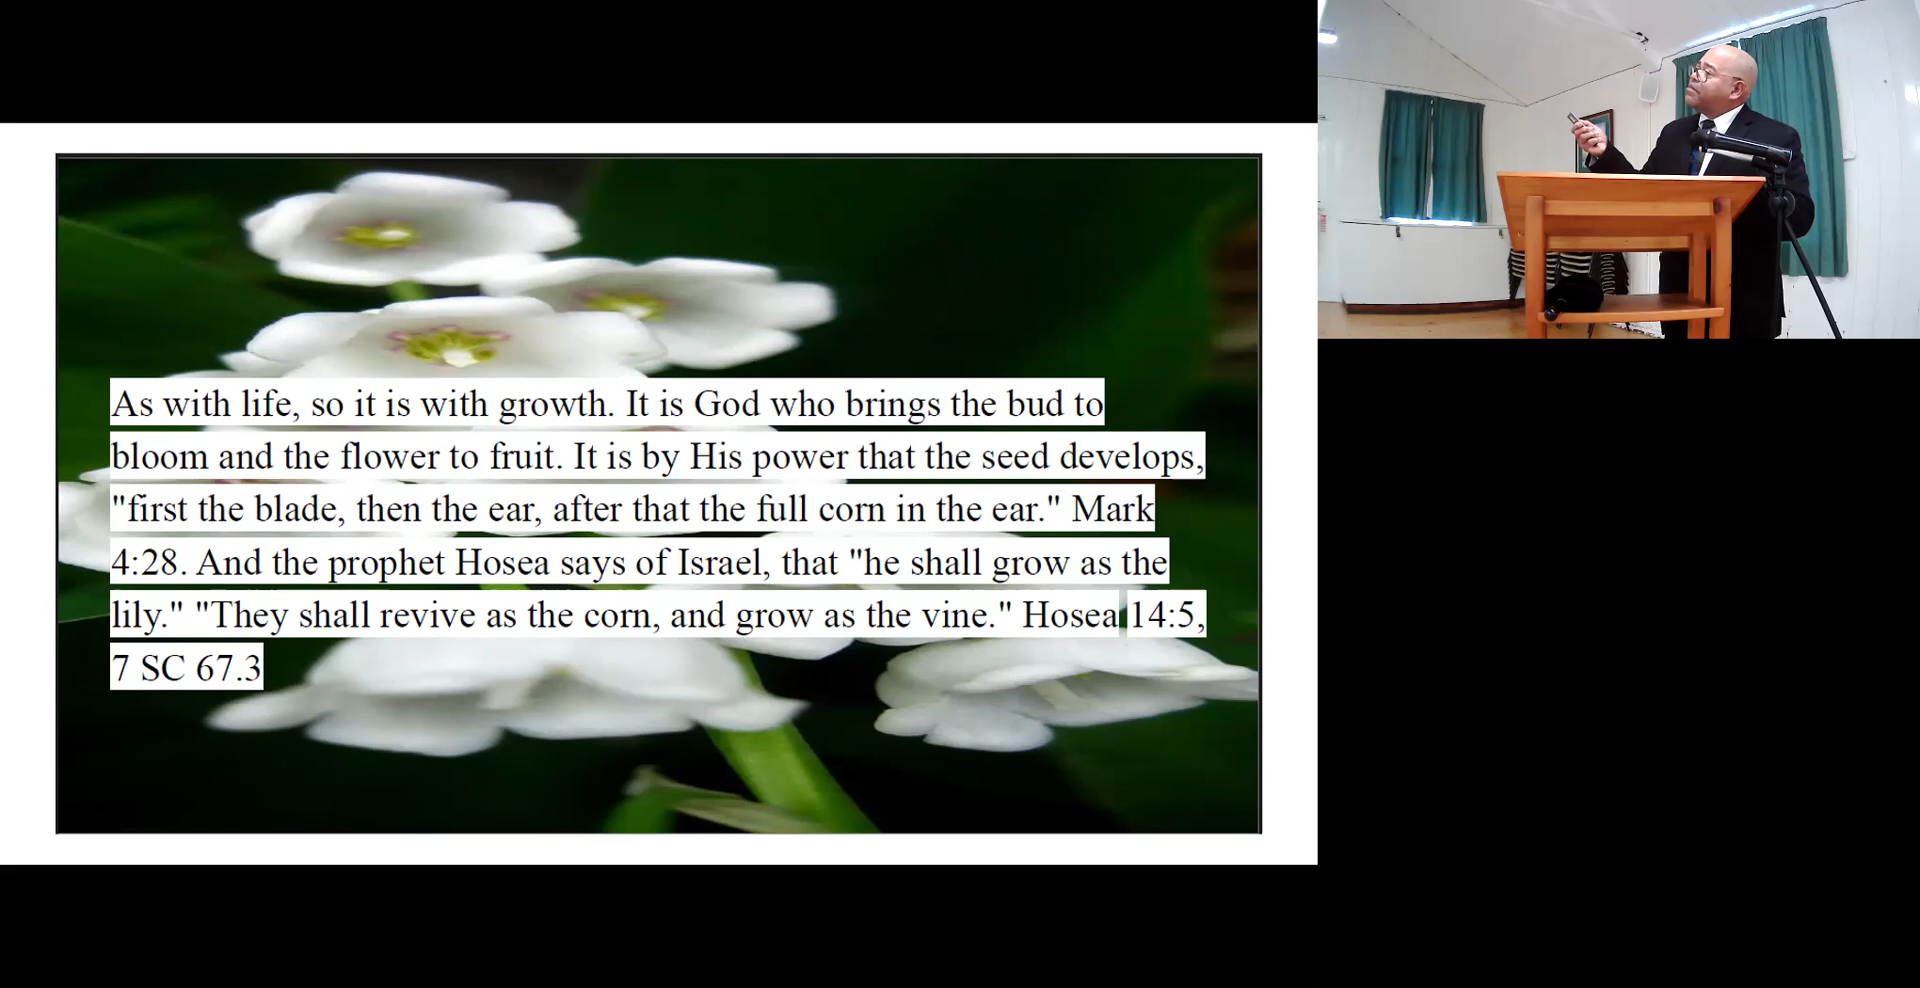 As with life, so it is with growth. It is God who brings the bud to
bloom and the flower to fruit. It is by His power that the seed develops,
"first the blade, then the ear, after that the full corn in the ear." Mark
4:28. And the prophet Hosea says of Israel, that "he shall grow as the
lily." "They shall revive as the corn, and grow as the vine." Hosea 14:5,
7 SC 67.3